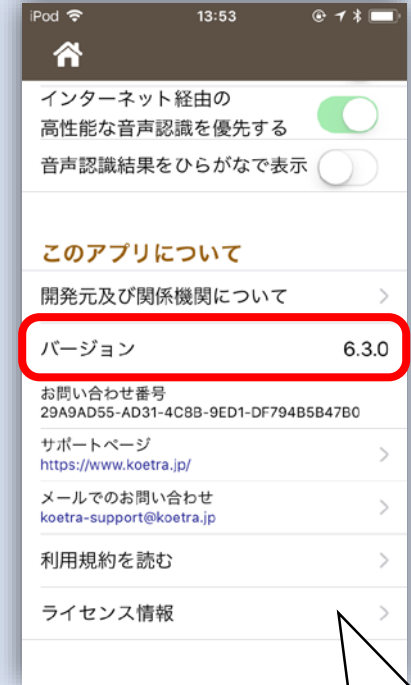 iPod 13:53
インターネット経由の
高性能な音声認識を優先する
音声認識結果をひらがなで表示
このアプリについて
開発元及び関係機関について
バージョン 6.3.0
お問い合わせ番号
29A9AD55-AD31-4C8B-9ED1-DF794B5B47B0
サポートページ
https://www.koetra.jp/
メールでのお問い合わせ
koetra-support@koetra.jp
利用規約を読む
ライセンス情報